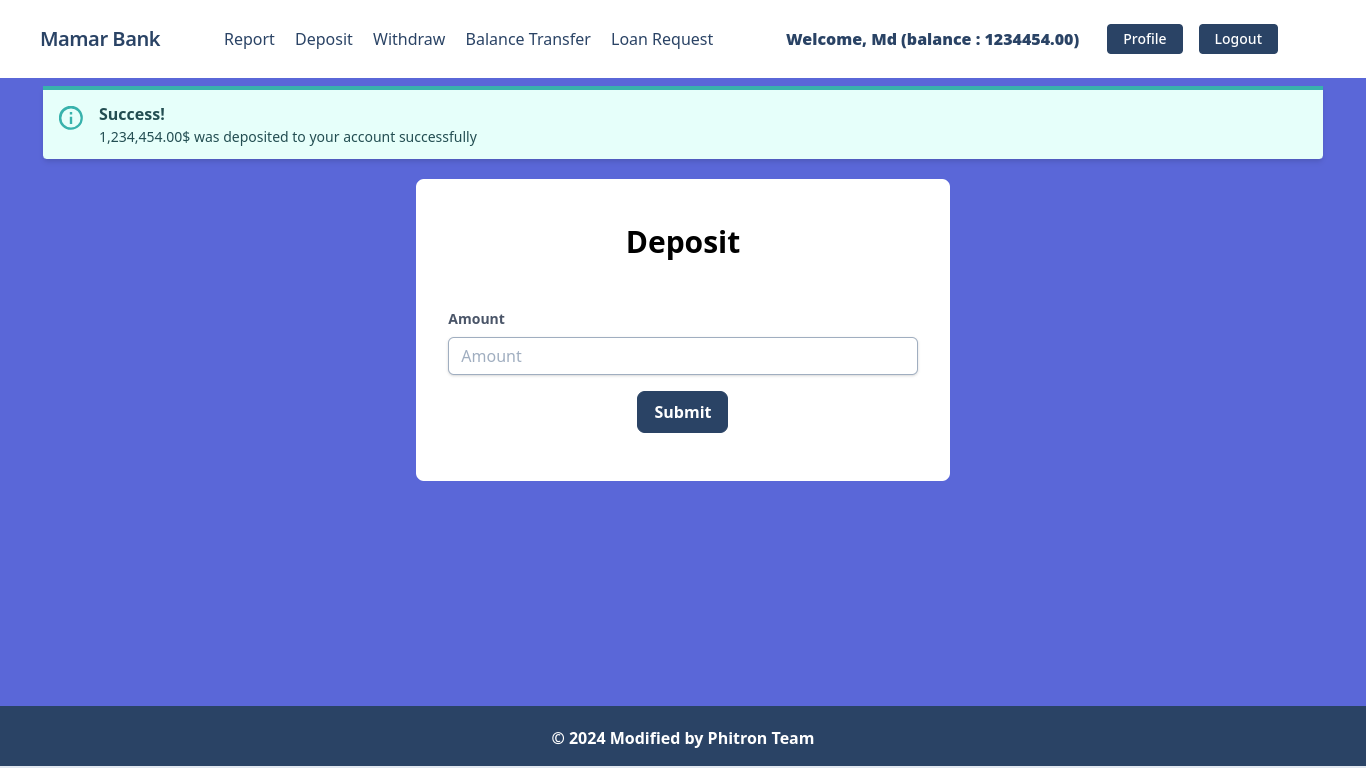 Mamar Bank
Report Deposit Withdraw Balance Transfer Loan Request
Welcome, Md (balance : 1234454.00)
Profile
Logout
Success!
1,234,454.00$ was deposited to your account successfully
Deposit
Amount
Amount
Submit
© 2024 Modified by Phitron Team